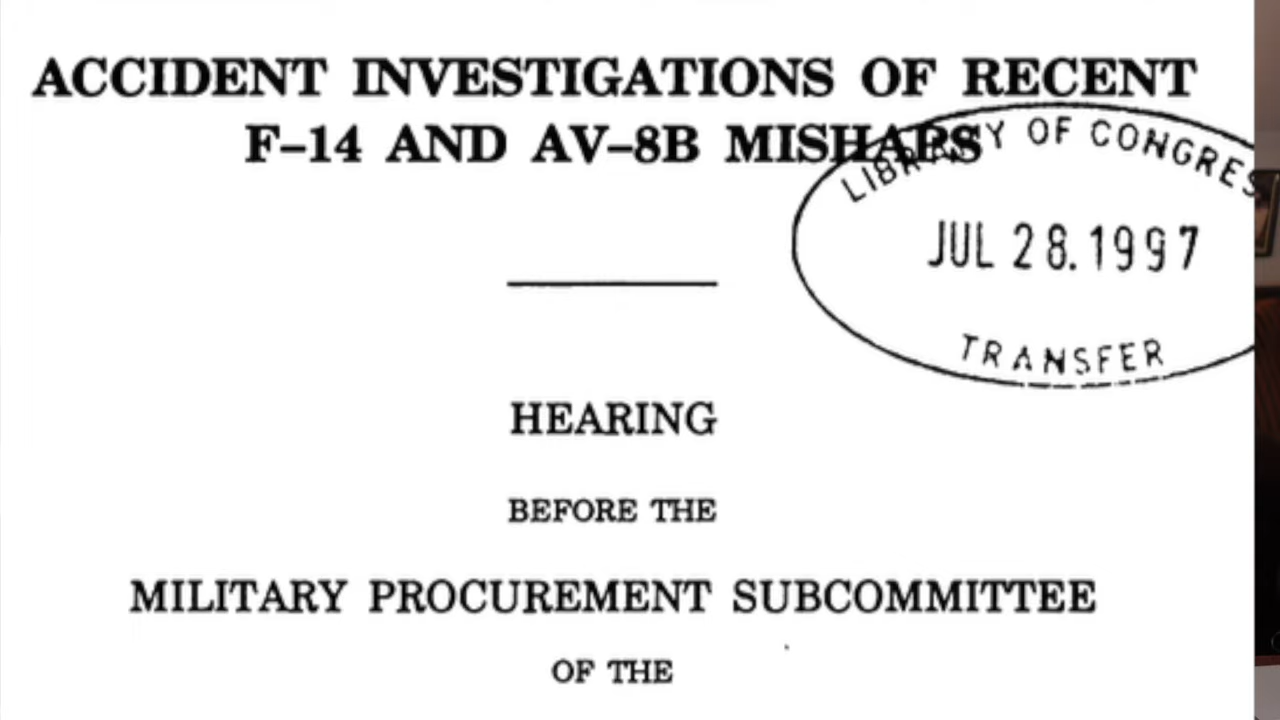 ACCIDENT INVESTIGATIONS OF RECENT
F–14 AND AV–8B MISHAPS
LIBRARY OF CONGRES
JUL 28.1997
TRANSFER
HEARING
BEFORE THE
MILITARY PROCUREMENT SUBCOMMITTEE
OF THE